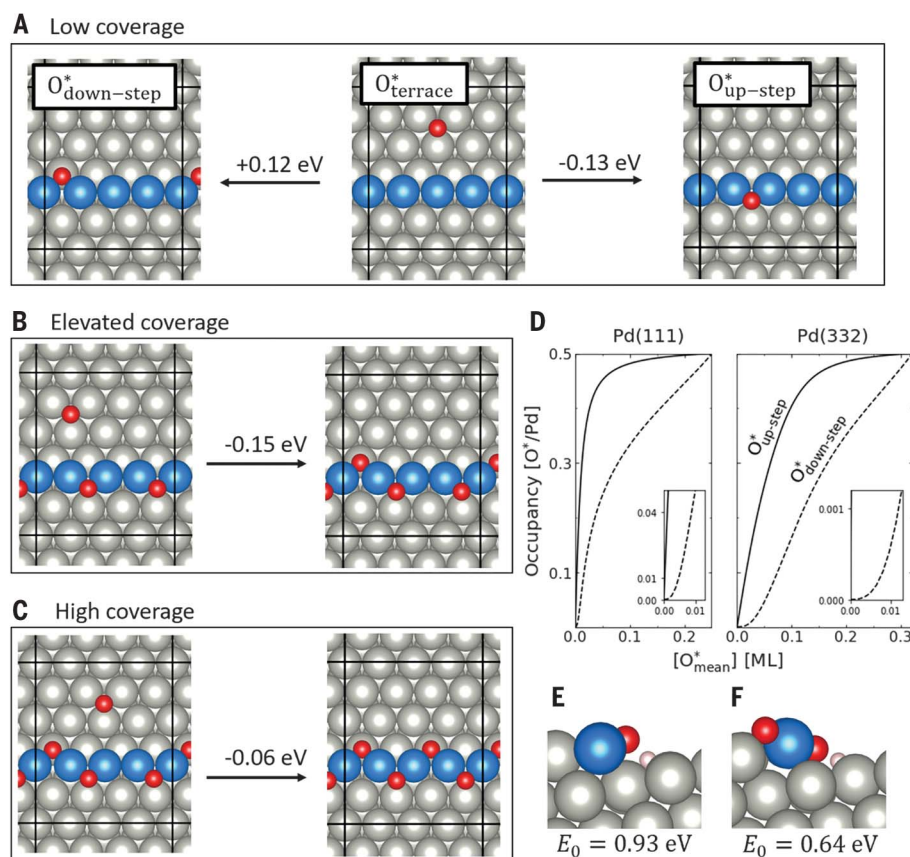 A Low coverage
O*down−step
O*terrace
O*up−step
+0.12 eV
-0.13 eV
B Elevated coverage
-0.15 eV
C High coverage
-0.06 eV
D
Pd(111) Pd(332)
Occupancy [O*/Pd]
0.5
0.3
0.1
O*up-step
O*down-step
0.04
0.02
0.00
0.00 0.01
0.001
0.000
0.00 0.01
0.0 0.1 0.2 0.0 0.1 0.2 0.3
[O*mean] [ML]
E F
E0 = 0.93 eV E0 = 0.64 eV